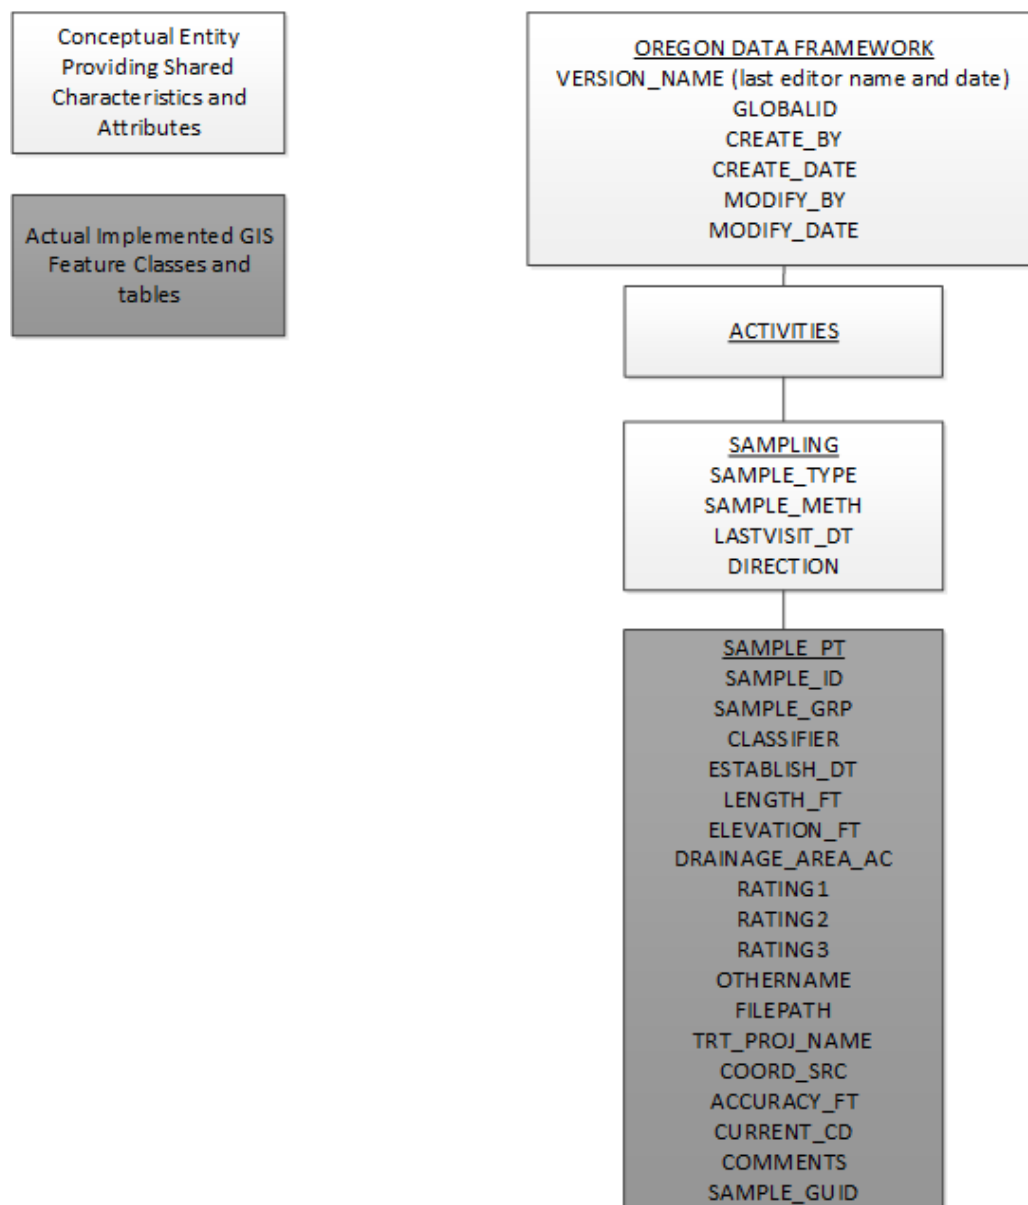 Conceptual Entity
Providing Shared
Characteristics and
Attributes
Actual Implemented GIS
Feature Classes and
tables
OREGON DATA FRAMEWORK
VERSION_NAME (last editor name and date)
GLOBALID
CREATE_BY
CREATE_DATE
MODIFY_BY
MODIFY_DATE
ACTIVITIES
SAMPLING
SAMPLE_TYPE
SAMPLE_METH
LASTVISIT_DT
DIRECTION
SAMPLE_PT
SAMPLE_ID
SAMPLE_GRP
CLASSIFIER
ESTABLISH_DT
LENGTH_FT
ELEVATION_FT
DRAINAGE_AREA_AC
RATING1
RATING2
RATING3
OTHERNAME
FILEPATH
TRT_PROJ_NAME
COORD_SRC
ACCURACY_FT
CURRENT_CD
COMMENTS
SAMPLE_GUID